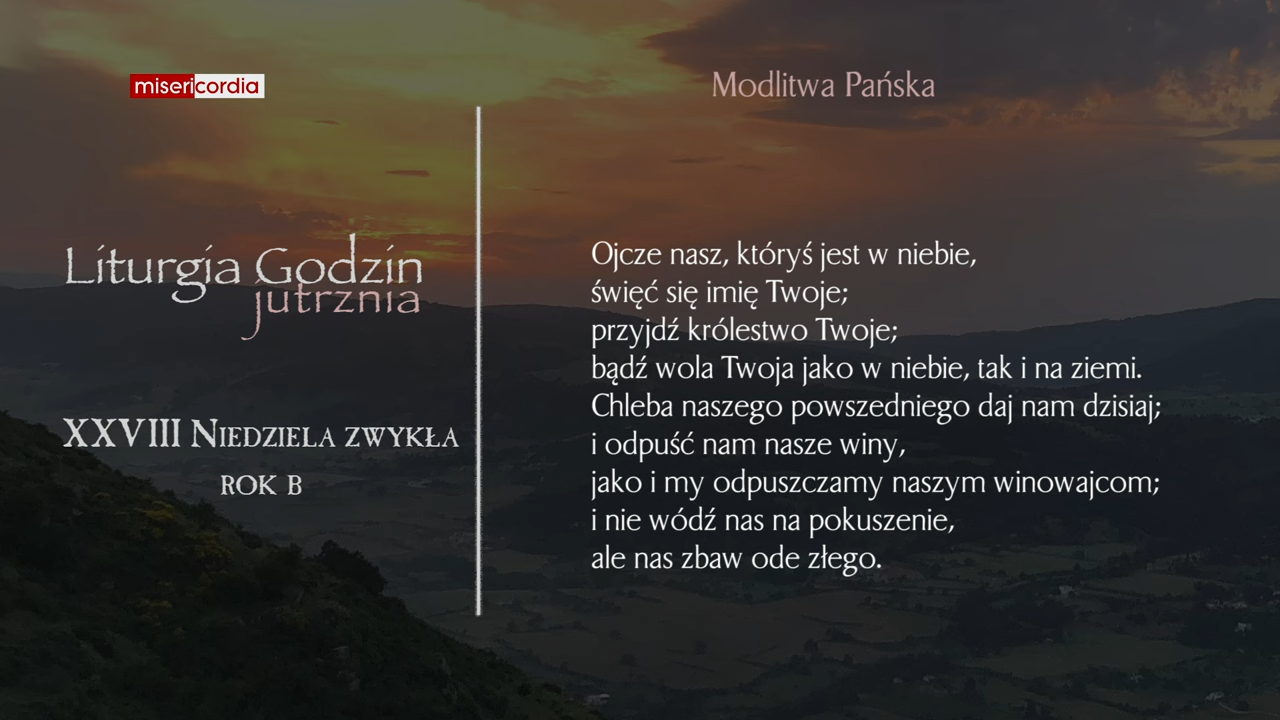 misericordia
Liturgia Godzin
jutrznia
XXVIII Niedziela zwykła
rok B
Modlitwa Pańska
Ojcze nasz, któryś jest w niebie,
święć się imię Twoje;
przyjdź królestwo Twoje;
bądź wola Twoja jako w niebie, tak i na ziemi.
Chleba naszego powszedniego daj nam dzisiaj;
i odpuść nam nasze winy,
jako i my odpuszczamy naszym winowajcom;
i nie wódź nas na pokuszenie,
ale nas zbaw ode złego.